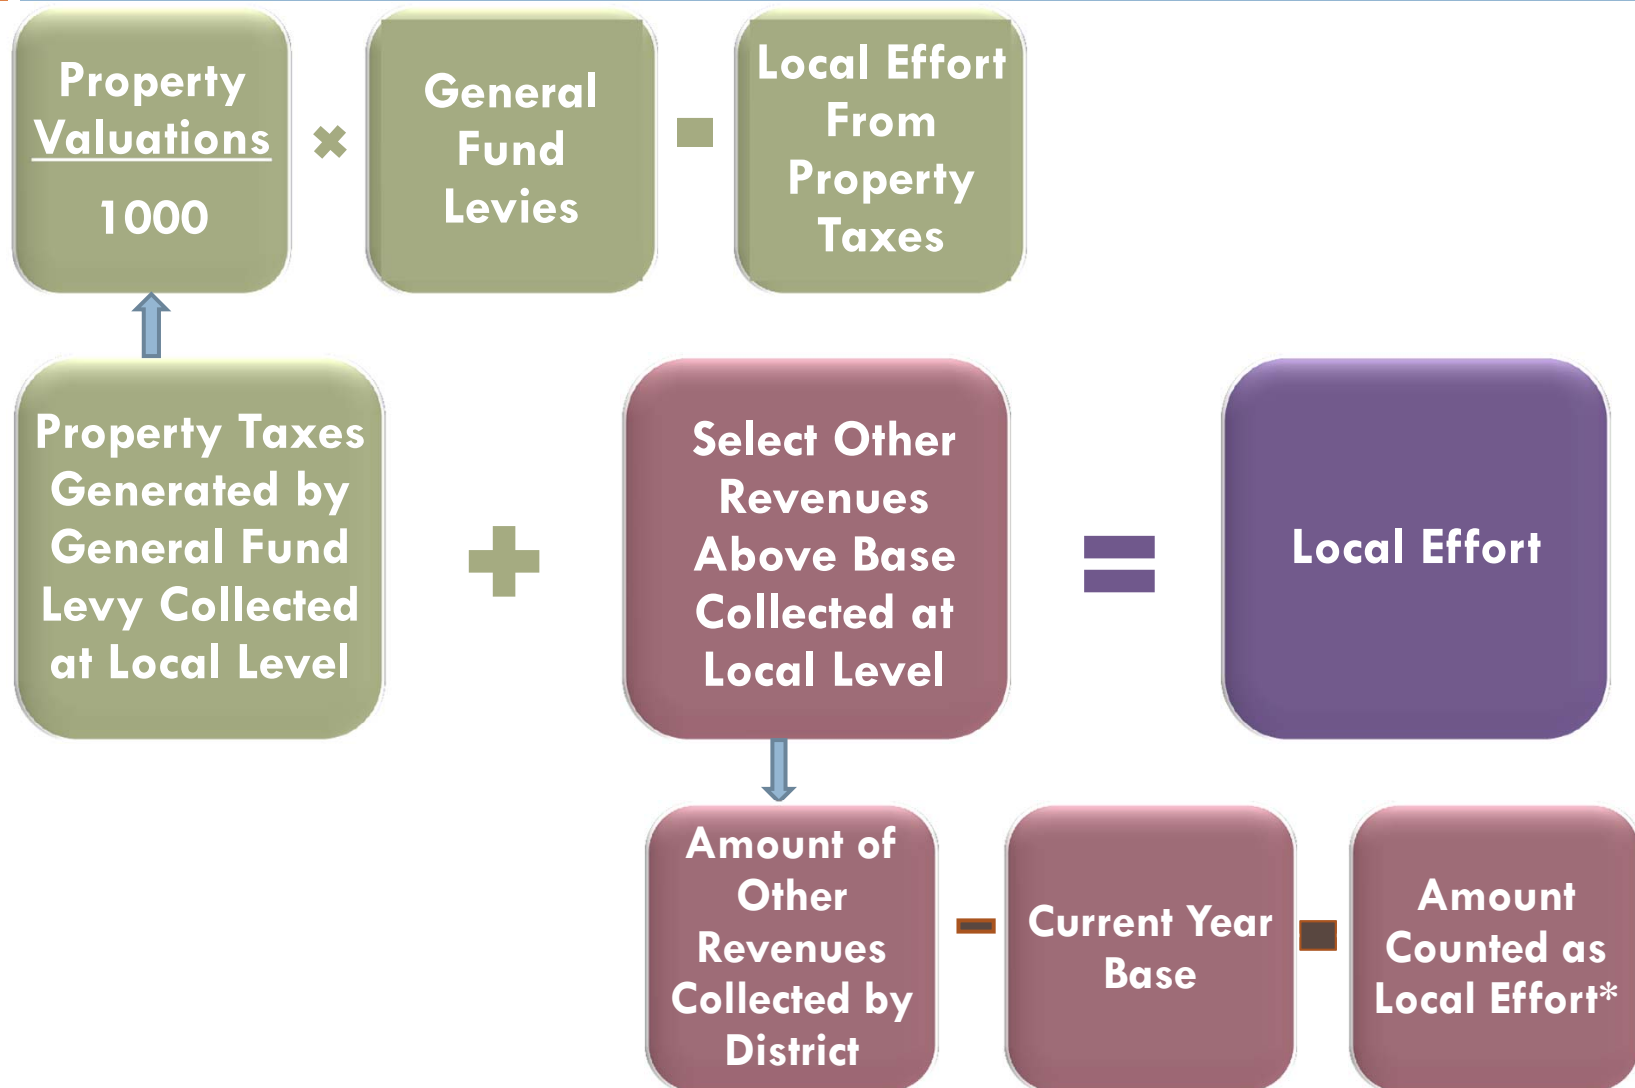 Property
Valuations
1000
General
Fund
Levies
Local Effort
From
Property
Taxes
Property Taxes
Generated by
General Fund
Levy Collected
at Local Level
Select Other
Revenues
Above Base
Collected at
Local Level
Local Effort
Amount of
Other
Revenues
Collected by
District
Current Year
Base
Amount
Counted as
Local Effort*